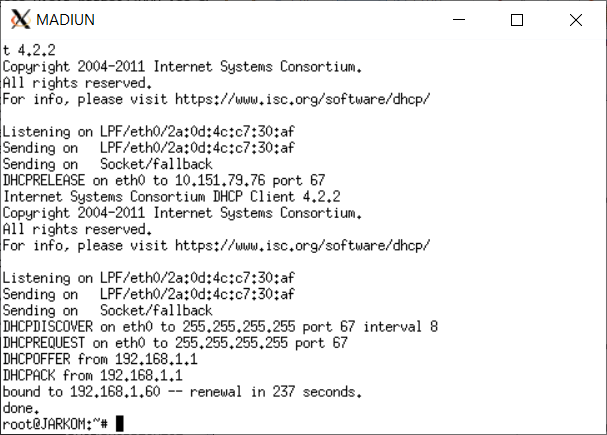 MADIUN
t 4.2.2
Copyright 2004-2011 Internet Systems Consortium.
All rights reserved.
For info, please visit https://www.isc.org/software/dhcp/
Listening on LPF/eth0/2a:0d:4c:c7:30:af
Sending on   LPF/eth0/2a:0d:4c:c7:30:af
Sending on   Socket/fallback
DHCPRELEASE on eth0 to 10.151.79.76 port 67
Internet Systems Consortium DHCP Client 4.2.2
Copyright 2004-2011 Internet Systems Consortium.
All rights reserved.
For info, please visit https://www.isc.org/software/dhcp/
Listening on LPF/eth0/2a:0d:4c:c7:30:af
Sending on   LPF/eth0/2a:0d:4c:c7:30:af
Sending on   Socket/fallback
DHCPDISCOVER on eth0 to 255.255.255.255 port 67 interval 8
DHCPREQUEST on eth0 to 255.255.255.255 port 67
DHCPOFFER from 192.168.1.1
DHCPACK from 192.168.1.1
bound to 192.168.1.60 -- renewal in 237 seconds.
done.
root@JARKOM:~#